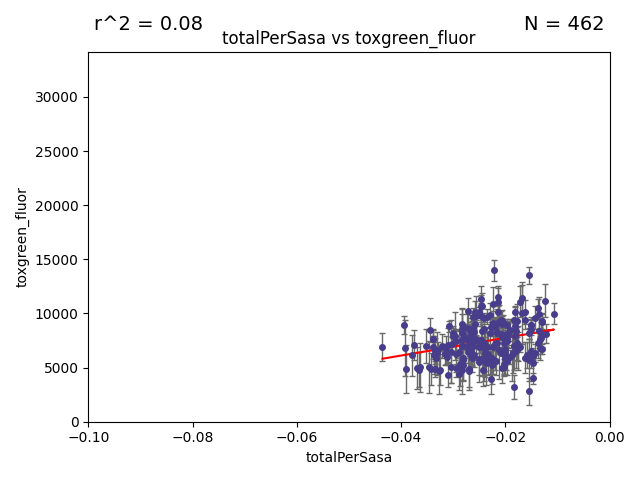 r^2 = 0.08
N = 462
totalPerSasa vs toxgreen_fluor
toxgreen_fluor
30000
25000
20000
15000
10000
5000
0
−0.10
−0.08
−0.06
−0.04
−0.02
0.00
totalPerSasa